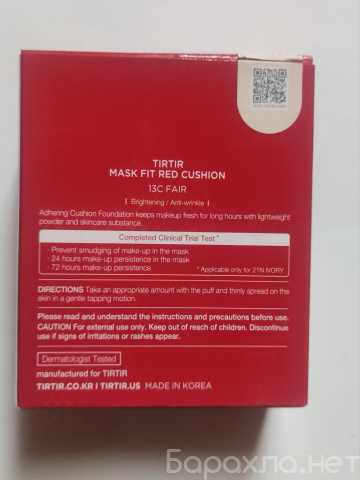 TIRTIR
MASK FIT RED CUSHION
13C FAIR
| Brightening / Anti-wrinkle |
Adhering Cushion Foundation keeps makeup fresh for long hours with lightweight
powder and skincare substance.
Completed Clinical Trial Test*
· Prevent smudging of make-up in the mask
· 24 hours make-up persistence in the mask
· 72 hours make-up persistence
* Applicable only for 21N IVORY
DIRECTIONS Take an appropriate amount with the puff and thinly spread on the
skin in a gentle tapping motion.
Please read and understand the instructions and precautions before use.
CAUTION For external use only. Keep out of reach of children. Discontinue
use if signs of irritations or rashes appear.
Dermatologist Tested
manufactured for TIRTIR
TIRTIR.CO.KR I TIRTIR.US MADE IN KOREA
Барахла.нет